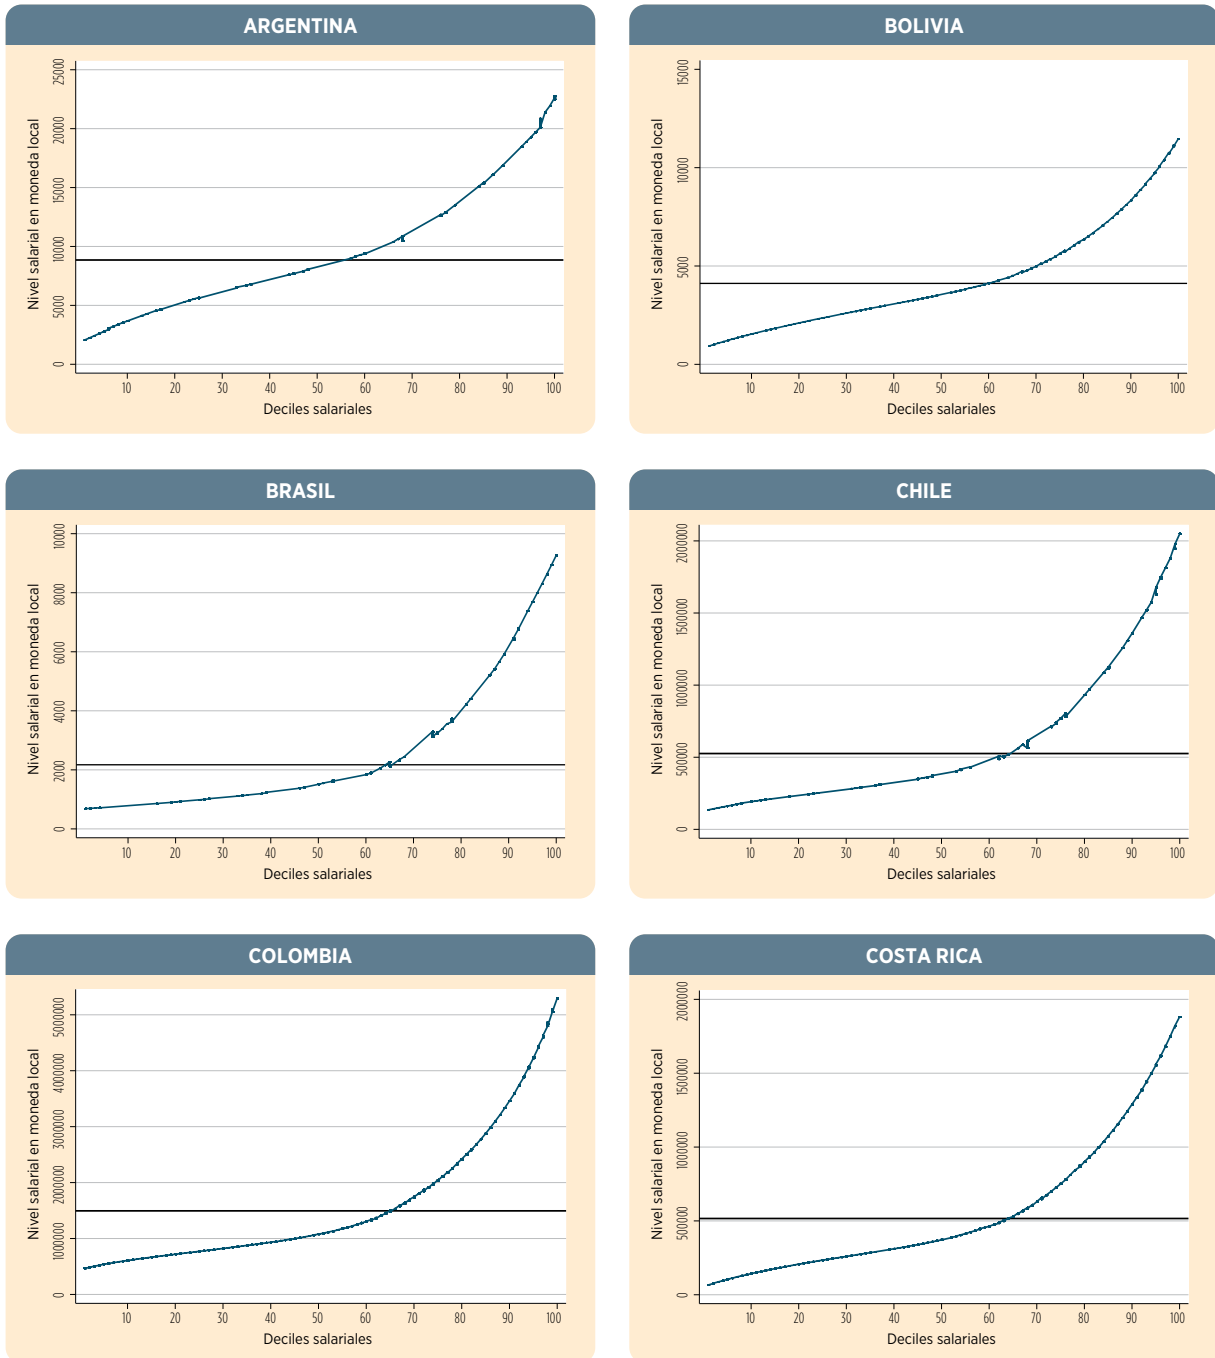 ARGENTINA
Nivel salarial en moneda local
25000
20000
15000
10000
5000
0
10 20 30 40 50 60 70 80 90 100
Deciles salariales
BOLIVIA
Nivel salarial en moneda local
15000
10000
5000
0
10 20 30 40 50 60 70 80 90 100
Deciles salariales
BRASIL
Nivel salarial en moneda local
10000
8000
6000
4000
2000
0
10 20 30 40 50 60 70 80 90 100
Deciles salariales
CHILE
Nivel salarial en moneda local
2000000
1500000
1000000
500000
0
10 20 30 40 50 60 70 80 90 100
Deciles salariales
COLOMBIA
Nivel salarial en moneda local
5000000
4000000
3000000
2000000
1000000
0
10 20 30 40 50 60 70 80 90 100
Deciles salariales
COSTA RICA
Nivel salarial en moneda local
2000000
1500000
1000000
500000
0
10 20 30 40 50 60 70 80 90 100
Deciles salariales